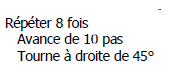 Répéter 8 fois
Avance de 10 pas
Tourne à droite de 45°